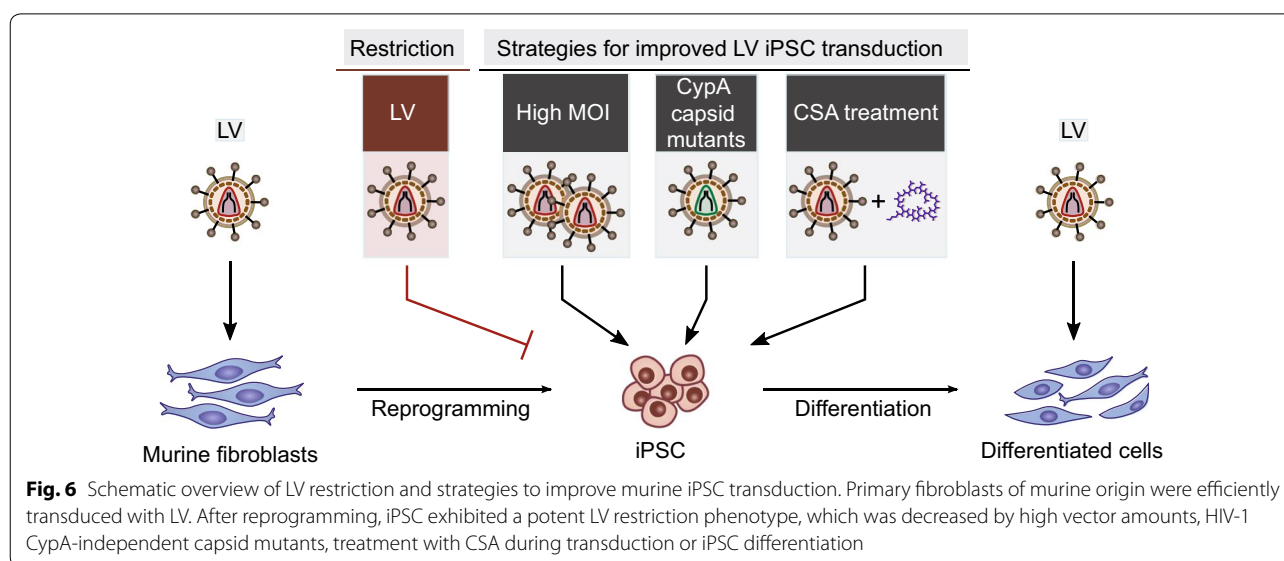 Restriction
Strategies for improved LV iPSC transduction
LV
LV
High MOI
CypA
capsid
mutants
CSA treatment
LV
+
Reprogramming
Differentiation
Murine fibroblasts
iPSC
Differentiated cells
Fig. 6 Schematic overview of LV restriction and strategies to improve murine iPSC transduction. Primary fibroblasts of murine origin were efficiently
transduced with LV. After reprogramming, iPSC exhibited a potent LV restriction phenotype, which was decreased by high vector amounts, HIV-1
CypA-independent capsid mutants, treatment with CSA during transduction or iPSC differentiation